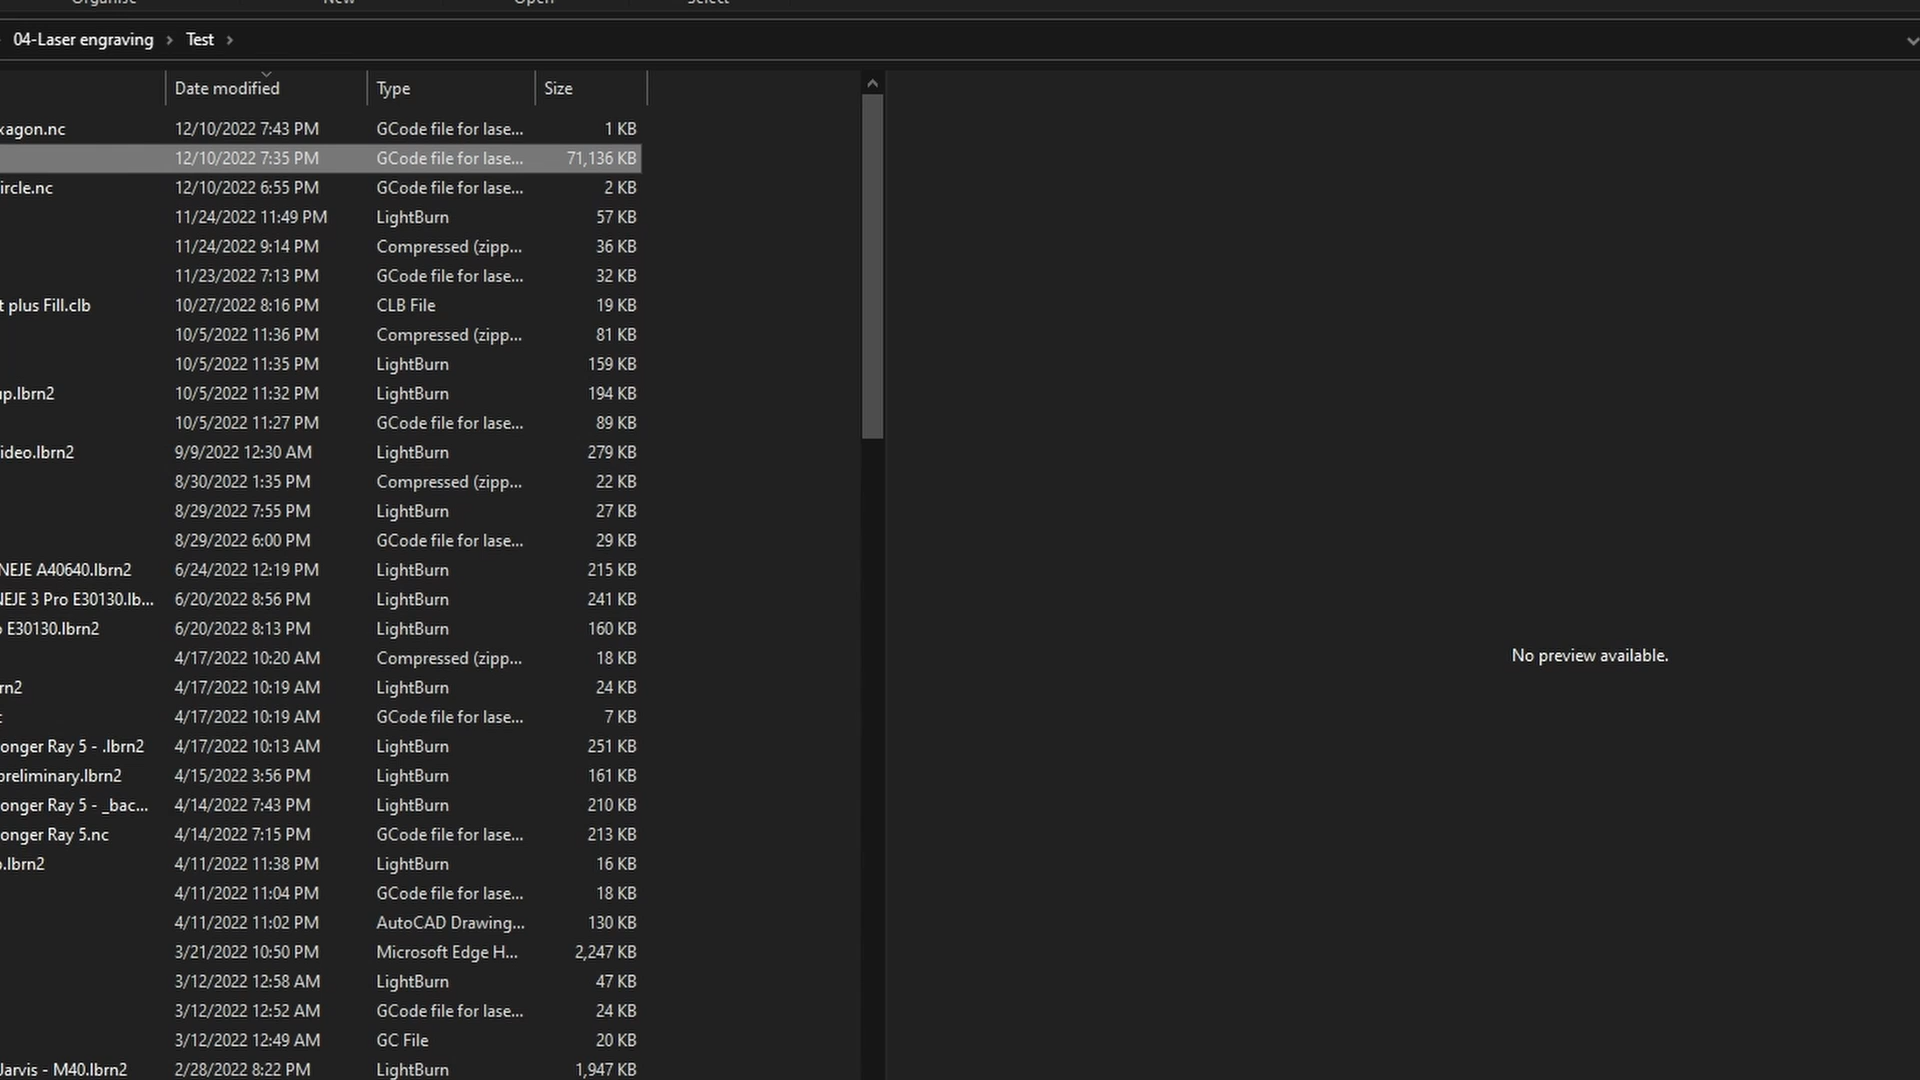 Organise New Open Select
04-Laser engraving > Test >
Date modified Type Size
xagon.nc 12/10/2022 7:43 PM GCode file for lase... 1 KB
12/10/2022 7:35 PM GCode file for lase... 71,136 KB
ircle.nc 12/10/2022 6:55 PM GCode file for lase... 2 KB
11/24/2022 11:49 PM LightBurn 57 KB
11/24/2022 9:14 PM Compressed (zipp... 36 KB
11/23/2022 7:13 PM GCode file for lase... 32 KB
t plus Fill.clb 10/27/2022 8:16 PM CLB File 19 KB
10/5/2022 11:36 PM Compressed (zipp... 81 KB
10/5/2022 11:35 PM LightBurn 159 KB
up.lbrn2 10/5/2022 11:32 PM LightBurn 194 KB
10/5/2022 11:27 PM GCode file for lase... 89 KB
ideo.lbrn2 9/9/2022 12:30 AM LightBurn 279 KB
8/30/2022 1:35 PM Compressed (zipp... 22 KB
8/29/2022 7:55 PM LightBurn 27 KB
8/29/2022 6:00 PM GCode file for lase... 29 KB
NEJE A40640.lbrn2 6/24/2022 12:19 PM LightBurn 215 KB
NEJE 3 Pro E30130.lb... 6/20/2022 8:56 PM LightBurn 241 KB
o E30130.lbrn2 6/20/2022 8:13 PM LightBurn 160 KB
4/17/2022 10:20 AM Compressed (zipp... 18 KB
rn2 4/17/2022 10:19 AM LightBurn 24 KB
4/17/2022 10:19 AM GCode file for lase... 7 KB
onger Ray 5 - .lbrn2 4/17/2022 10:13 AM LightBurn 251 KB
preliminary.lbrn2 4/15/2022 3:56 PM LightBurn 161 KB
onger Ray 5 - _bac... 4/14/2022 7:43 PM LightBurn 210 KB
onger Ray 5.nc 4/14/2022 7:15 PM GCode file for lase... 213 KB
.lbrn2 4/11/2022 11:38 PM LightBurn 16 KB
4/11/2022 11:04 PM GCode file for lase... 18 KB
4/11/2022 11:02 PM AutoCAD Drawing... 130 KB
3/21/2022 10:50 PM Microsoft Edge H... 2,247 KB
3/12/2022 12:58 AM LightBurn 47 KB
3/12/2022 12:52 AM GCode file for lase... 24 KB
3/12/2022 12:49 AM GC File 20 KB
Jarvis - M40.lbrn2 2/28/2022 8:22 PM LightBurn 1,947 KB
No preview available.